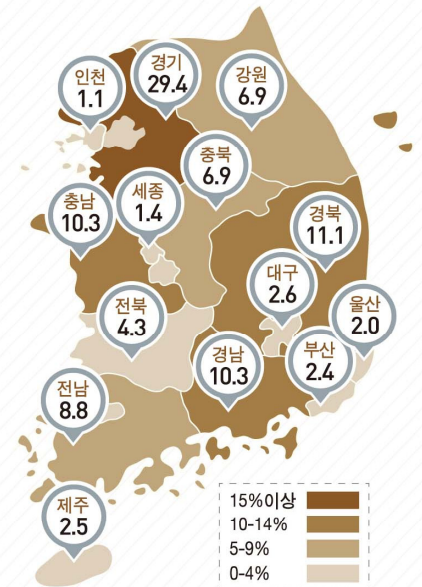 경기
29.4
인천
1.1
강원
6.9
충북
6.9
세종
1.4
충남
10.3
경북
11.1
대구
2.6
울산
2.0
전북
4.3
경남
10.3
부산
2.4
전남
8.8
제주
2.5
15%이상
10-14%
5-9%
0-4%